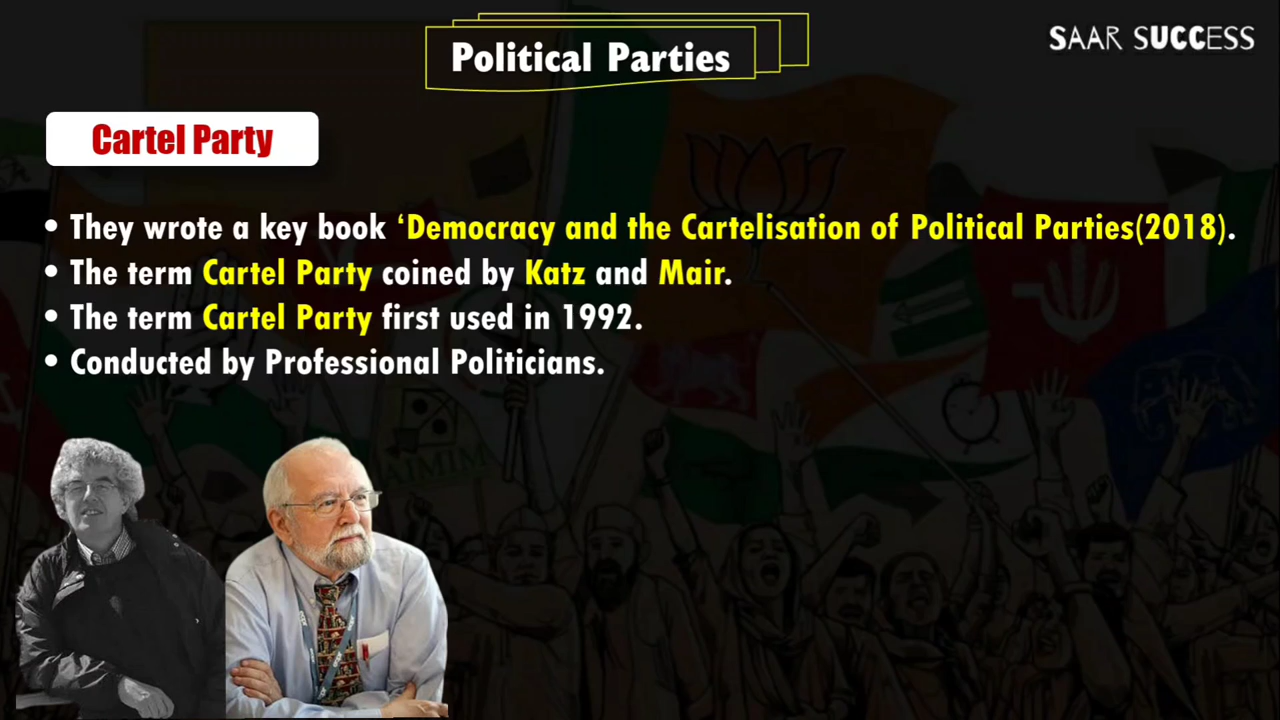 Political Parties
SAAR SUCCESS
Cartel Party
• They wrote a key book ‘Democracy and the Cartelisation of Political Parties(2018).
• The term Cartel Party coined by Katz and Mair.
• The term Cartel Party first used in 1992.
• Conducted by Professional Politicians.
AIMIM